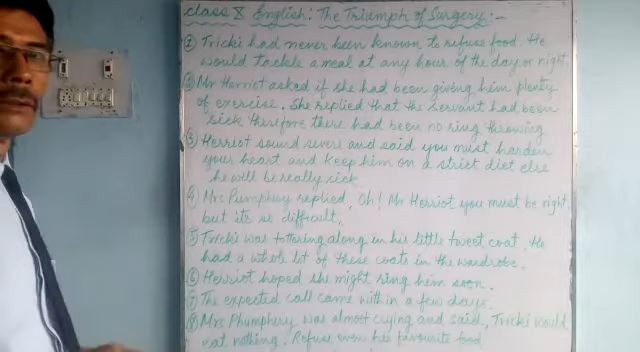 class X English: The Triumph of Surgery:-
① Tricki had never been known to refuse food. He
would tackle a meal at any hour of the day or night.
② Mr Herriot asked if she had been giving him plenty
of exercise. She replied that the servant had been
sick therefore there had been no ring throwing
③ Herriot sound severe and said you must harden
your heart and keep him on a strict diet else
he will be really sick
④ Mrs Pumphrey replied, Oh! Mr Herriot you must be right,
but its so difficult.
⑤ Tricki was tottering along in his little tweet coat. He
had a whole lot of these coats in the wardrobe.
⑥ Herriot hoped she might ring him soon.
⑦ The expected call came with in a few days.
⑧ Mrs Phumphery was almost crying and said, Tricki would
eat nothing. Refuse his favourite food